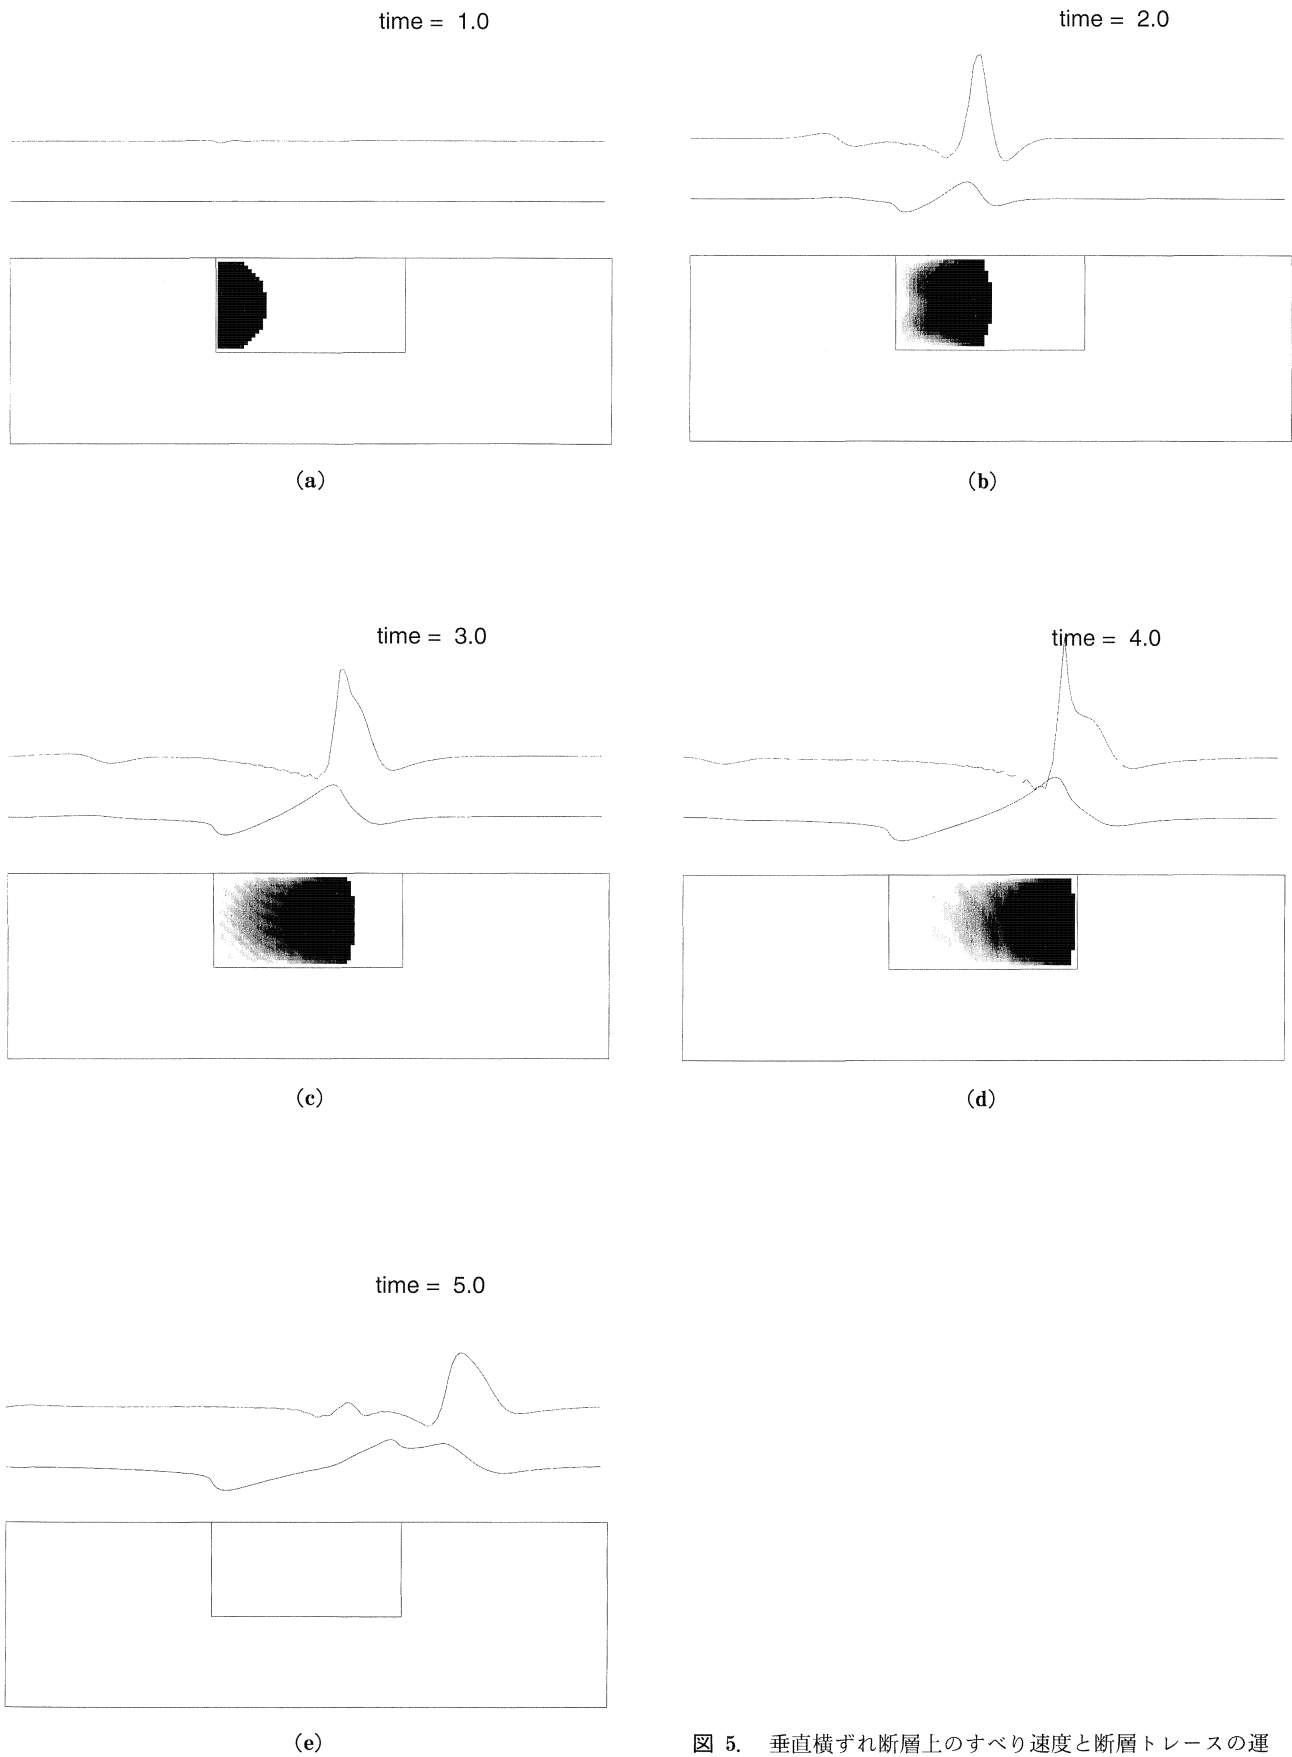 time = 1.0
time = 2.0
(a)
(b)
time = 3.0
time = 4.0
(c)
(d)
time = 5.0
(e)
図 5. 垂直横ずれ断層上のすべり速度と断層トレースの運